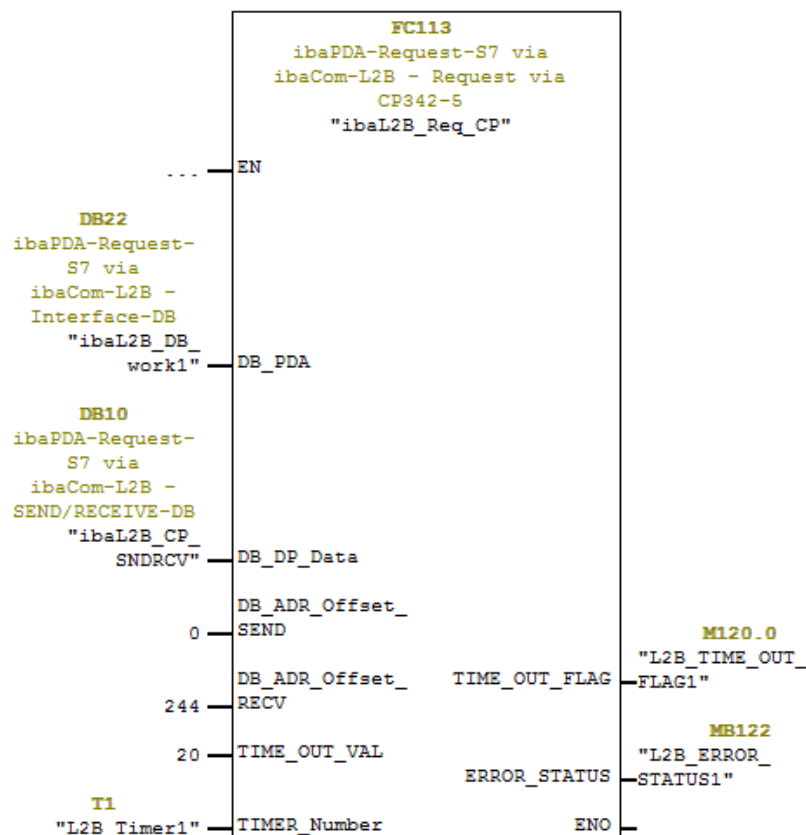 FC113
ibaPDA-Request-S7 via
ibaCom-L2B - Request via
CP342-5
"ibaL2B_Req_CP"
... EN
DB22
ibaPDA-Request-
S7 via
ibaCom-L2B -
Interface-DB
"ibaL2B_DB_
work1" DB_PDA
DB10
ibaPDA-Request-
S7 via
ibaCom-L2B -
SEND/RECEIVE-DB
"ibaL2B_CP_
SNDRCV" DB_DP_Data
DB_ADR_Offset_
0 SEND
M120.0
"L2B_TIME_OUT_
DB_ADR_Offset_ TIME_OUT_FLAG FLAG1"
244 RECV
MB122
20 TIME_OUT_VAL "L2B_ERROR_
ERROR_STATUS STATUS1"
T1
"L2B_Timer1" TIMER_Number ENO